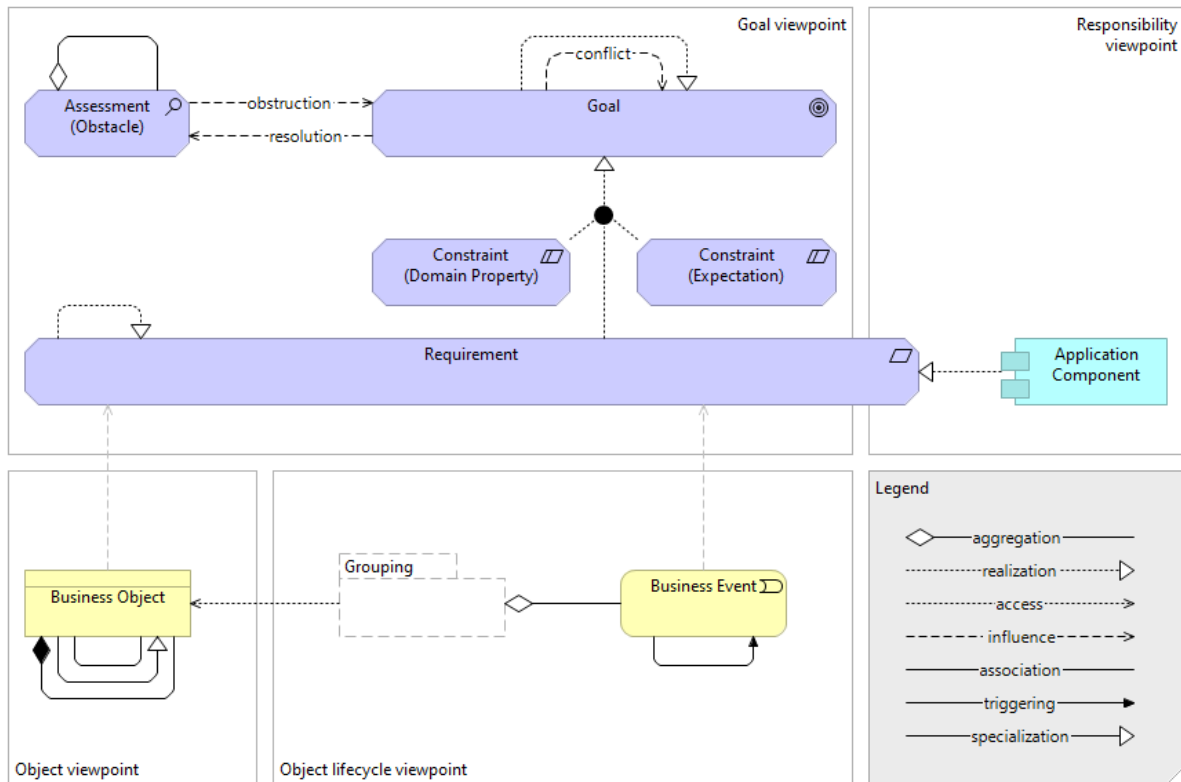 Goal viewpoint
Responsibility
viewpoint
conflict
Assessment
(Obstacle)
obstruction
resolution
Goal
Constraint
(Domain Property)
Constraint
(Expectation)
Requirement
Application
Component
Business Object
Grouping
Business Event
Object viewpoint
Object lifecycle viewpoint
Legend
aggregation
realization
access
influence
association
triggering
specialization